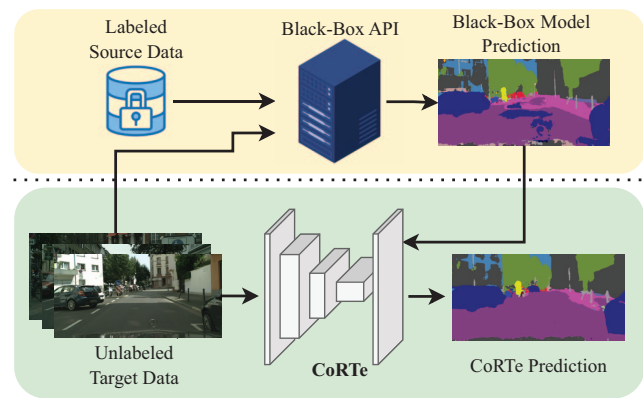 Labeled
Source Data
Black-Box API
Black-Box Model
Prediction
Unlabeled
Target Data
CoRTe
CoRTe Prediction